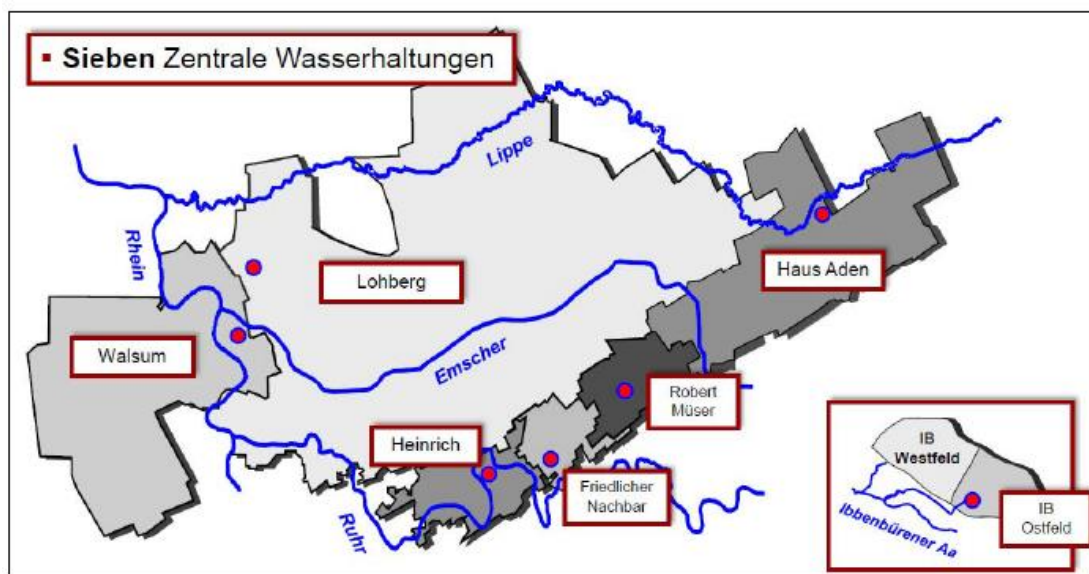 ▪ Sieben Zentrale Wasserhaltungen
Lippe
Rhein
Haus Aden
Lohberg
Walsum
Emscher
Robert
Müser
Heinrich
Friedlicher
Nachbar
Ruhr
IB
Westfeld
IB
Ostfeld
Ibbenbürener Aa